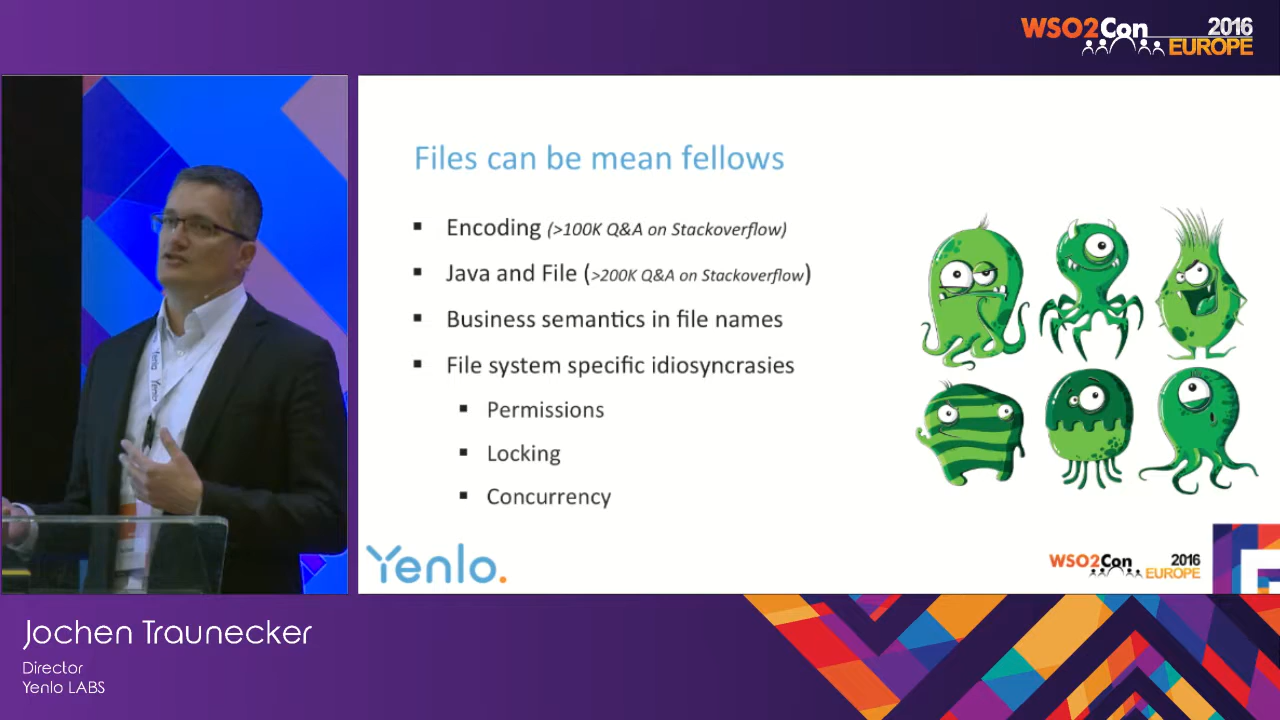 WSO2Con 2016
EUROPE
Files can be mean fellows
▪ Encoding (>100K Q&A on Stackoverflow)
▪ Java and File (>200K Q&A on Stackoverflow)
▪ Business semantics in file names
▪ File system specific idiosyncrasies
▪ Permissions
▪ Locking
▪ Concurrency
Yenlo.
WSO2Con 2016
EUROPE
Yenlo
Yenlo
Jochen Traunecker
Director
Yenlo LABS